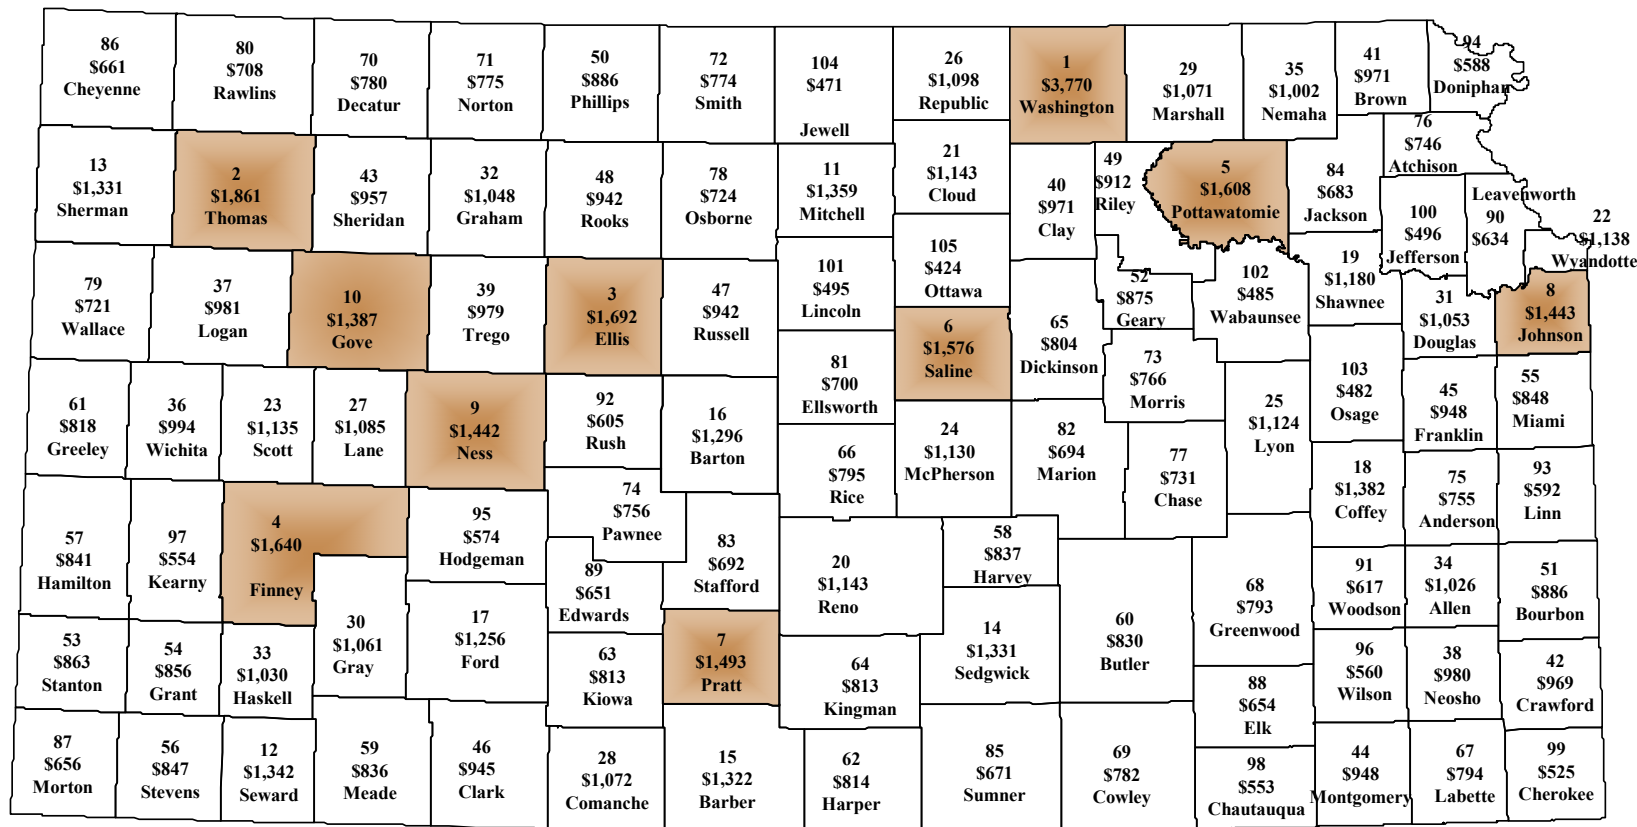 86
$661
Cheyenne
80
$708
Rawlins
70
$780
Decatur
71
$775
Norton
50
$886
Phillips
72
$774
Smith
104
$471
Jewell
26
$1,098
Republic
1
$3,770
Washington
29
$1,071
Marshall
35
$1,002
Nemaha
41
$971
Brown
94
$588
Doniphan
76
$746
Atchison
13
$1,331
Sherman
2
$1,861
Thomas
43
$957
Sheridan
32
$1,048
Graham
48
$942
Rooks
78
$724
Osborne
11
$1,359
Mitchell
21
$1,143
Cloud
40
$971
Clay
49
$912
Riley
5
$1,608
Pottawatomie
84
$683
Jackson
100
$496
Jefferson
Leavenworth
90
$634
22
$1,138
Wyandotte
79
$721
Wallace
37
$981
Logan
10
$1,387
Gove
39
$979
Trego
3
$1,692
Ellis
47
$942
Russell
101
$495
Lincoln
105
$424
Ottawa
6
$1,576
Saline
65
$804
Dickinson
52
$875
Geary
102
$485
Wabaunsee
19
$1,180
Shawnee
31
$1,053
Douglas
8
$1,443
Johnson
61
$818
Greeley
36
$994
Wichita
23
$1,135
Scott
27
$1,085
Lane
9
$1,442
Ness
92
$605
Rush
16
$1,296
Barton
81
$700
Ellsworth
66
$795
Rice
24
$1,130
McPherson
82
$694
Marion
73
$766
Morris
77
$731
Chase
25
$1,124
Lyon
103
$482
Osage
45
$948
Franklin
55
$848
Miami
57
$841
Hamilton
97
$554
Kearny
4
$1,640
Finney
95
$574
Hodgeman
74
$756
Pawnee
89
$651
Edwards
83
$692
Stafford
20
$1,143
Reno
58
$837
Harvey
18
$1,382
Coffey
75
$755
Anderson
93
$592
Linn
53
$863
Stanton
54
$856
Grant
33
$1,030
Haskell
30
$1,061
Gray
17
$1,256
Ford
63
$813
Kiowa
7
$1,493
Pratt
64
$813
Kingman
14
$1,331
Sedgwick
60
$830
Butler
68
$793
Greenwood
91
$617
Woodson
34
$1,026
Allen
51
$886
Bourbon
87
$656
Morton
56
$847
Stevens
12
$1,342
Seward
59
$836
Meade
46
$945
Clark
28
$1,072
Comanche
15
$1,322
Barber
62
$814
Harper
85
$671
Sumner
69
$782
Cowley
88
$654
Elk
98
$553
Chautauqua
96
$560
Wilson
38
$980
Neosho
42
$969
Crawford
44
$948
Montgomery
67
$794
Labette
99
$525
Cherokee